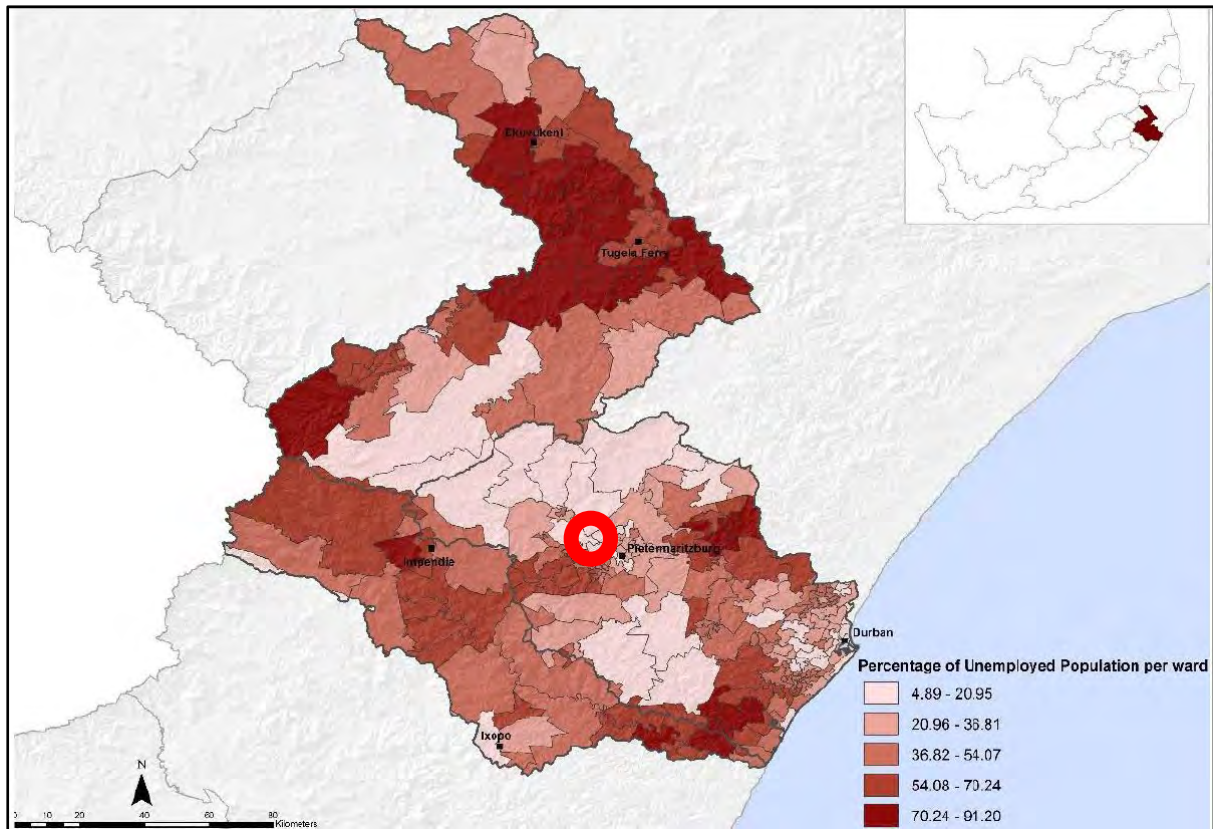 Ekuvukeni
Tugela Ferry
Impendle
Pietermaritzburg
Durban
Ixopo
Percentage of Unemployed Population per ward
4.89 - 20.95
20.96 - 36.81
36.82 - 54.07
54.08 - 70.24
70.24 - 91.20
N
0 10 20 40 60 80
Kilometers